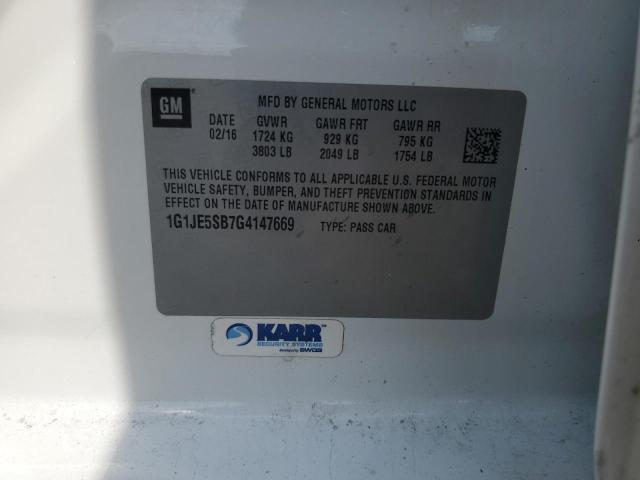 GM
MFD BY GENERAL MOTORS LLC
DATE GVWR GAWR FRT GAWR RR
02/16 1724 KG 929 KG 795 KG
3803 LB 2049 LB 1754 LB
THIS VEHICLE CONFORMS TO ALL APPLICABLE U.S. FEDERAL MOTOR
VEHICLE SAFETY, BUMPER, AND THEFT PREVENTION STANDARDS IN
EFFECT ON THE DATE OF MANUFACTURE SHOWN ABOVE.
1G1JE5SB7G4147669 TYPE: PASS CAR
KARR
SECURITY SYSTEMS
developed by SWDS